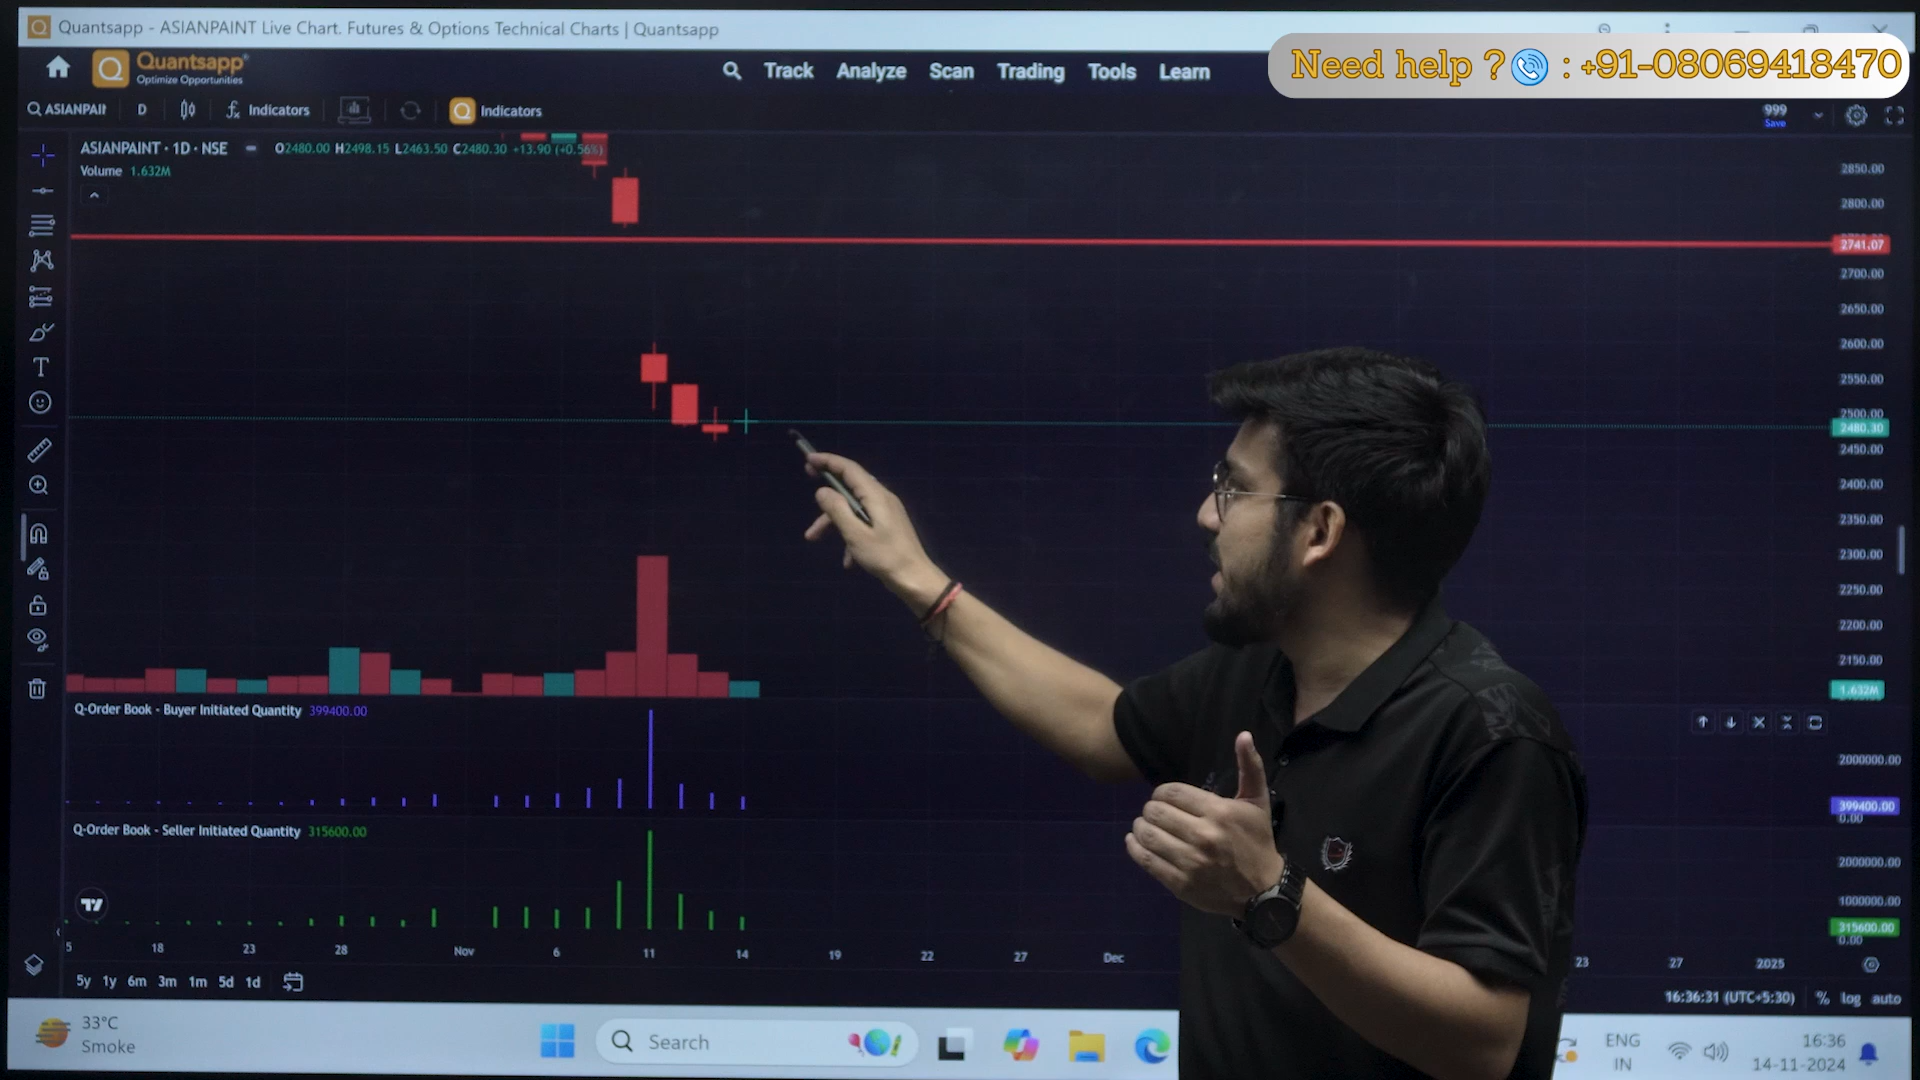 Quantsapp - ASIANPAINT Live Chart. Futures & Options Technical Charts | Quantsapp
Need help ? : +91-08069418470
Quantsapp®
Optimize Opportunities
Track Analyze Scan Trading Tools Learn
ASIANPAI
D
Indicators
Indicators
999
Save
ASIANPAINT · 1D · NSE O2480.00 H2498.15 L2463.50 C2480.30 +13.90 (+0.56%)
Volume 1.632M
2850.00
2800.00
2741.07
2700.00
2650.00
2600.00
2550.00
2500.00
2480.30
2450.00
2400.00
2350.00
2300.00
2250.00
2200.00
2150.00
1.632M
Q-Order Book - Buyer Initiated Quantity 399400.00
2000000.00
399400.00
0.00
Q-Order Book - Seller Initiated Quantity 315600.00
2000000.00
1000000.00
315600.00
0.00
5 18 23 28 Nov 6 11 14 19 22 27 Dec 23 27 2025
5y 1y 6m 3m 1m 5d 1d
16:36:31 (UTC+5:30) % log auto
33°C
Smoke
Search
ENG
IN
16:36
14-11-2024